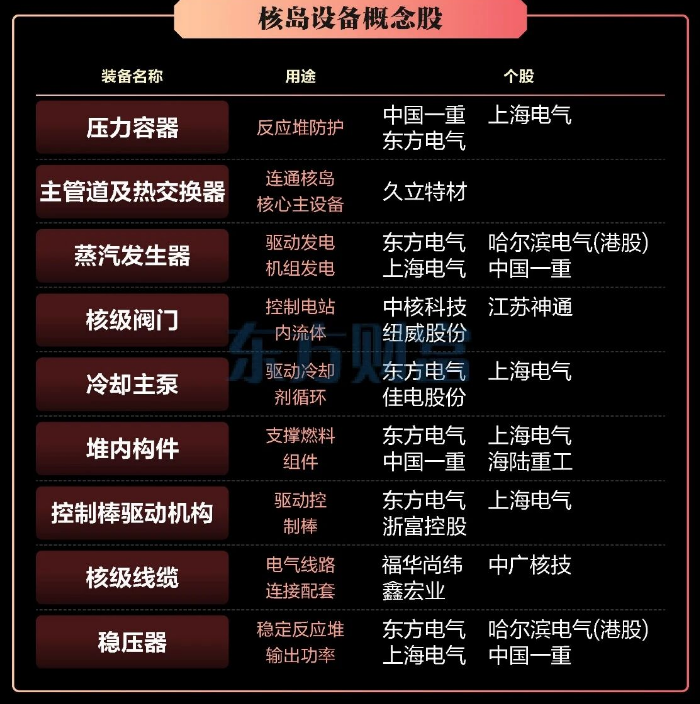 核岛设备概念股
装备名称 用途 个股
压力容器 反应堆防护 中国一重 上海电气
东方电气
主管道及热交换器 连通核岛
核心主设备 久立特材
蒸汽发生器 驱动发电
机组发电 东方电气 哈尔滨电气(港股)
上海电气 中国一重
核级阀门 控制电站
内流体 中核科技 江苏神通
纽威股份
冷却主泵 驱动冷却
剂循环 东方电气 上海电气
佳电股份
堆内构件 支撑燃料
组件 东方电气 上海电气
中国一重 海陆重工
控制棒驱动机构 驱动控
制棒 东方电气 上海电气
浙富控股
核级线缆 电气线路
连接配套 福华尚纬 中广核技
鑫宏业
稳压器 稳定反应堆
输出功率 东方电气 哈尔滨电气(港股)
上海电气 中国一重
东方财富